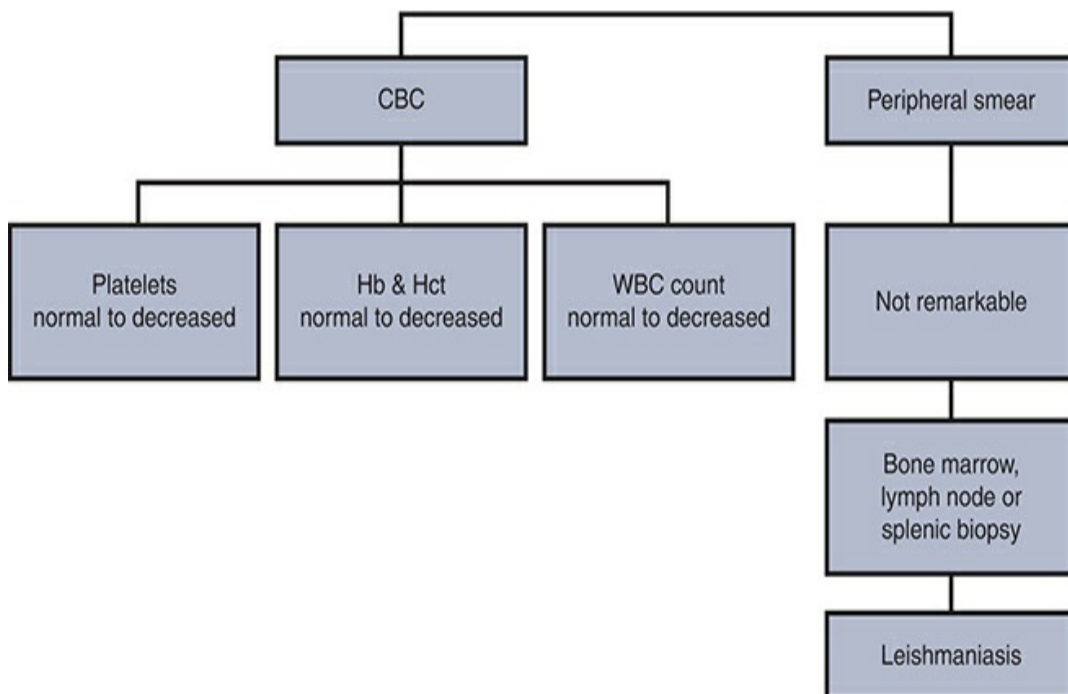 CBC
Peripheral smear
Platelets
normal to decreased
Hb & Hct
normal to decreased
WBC count
normal to decreased
Not remarkable
Bone marrow,
lymph node or
splenic biopsy
Leishmaniasis